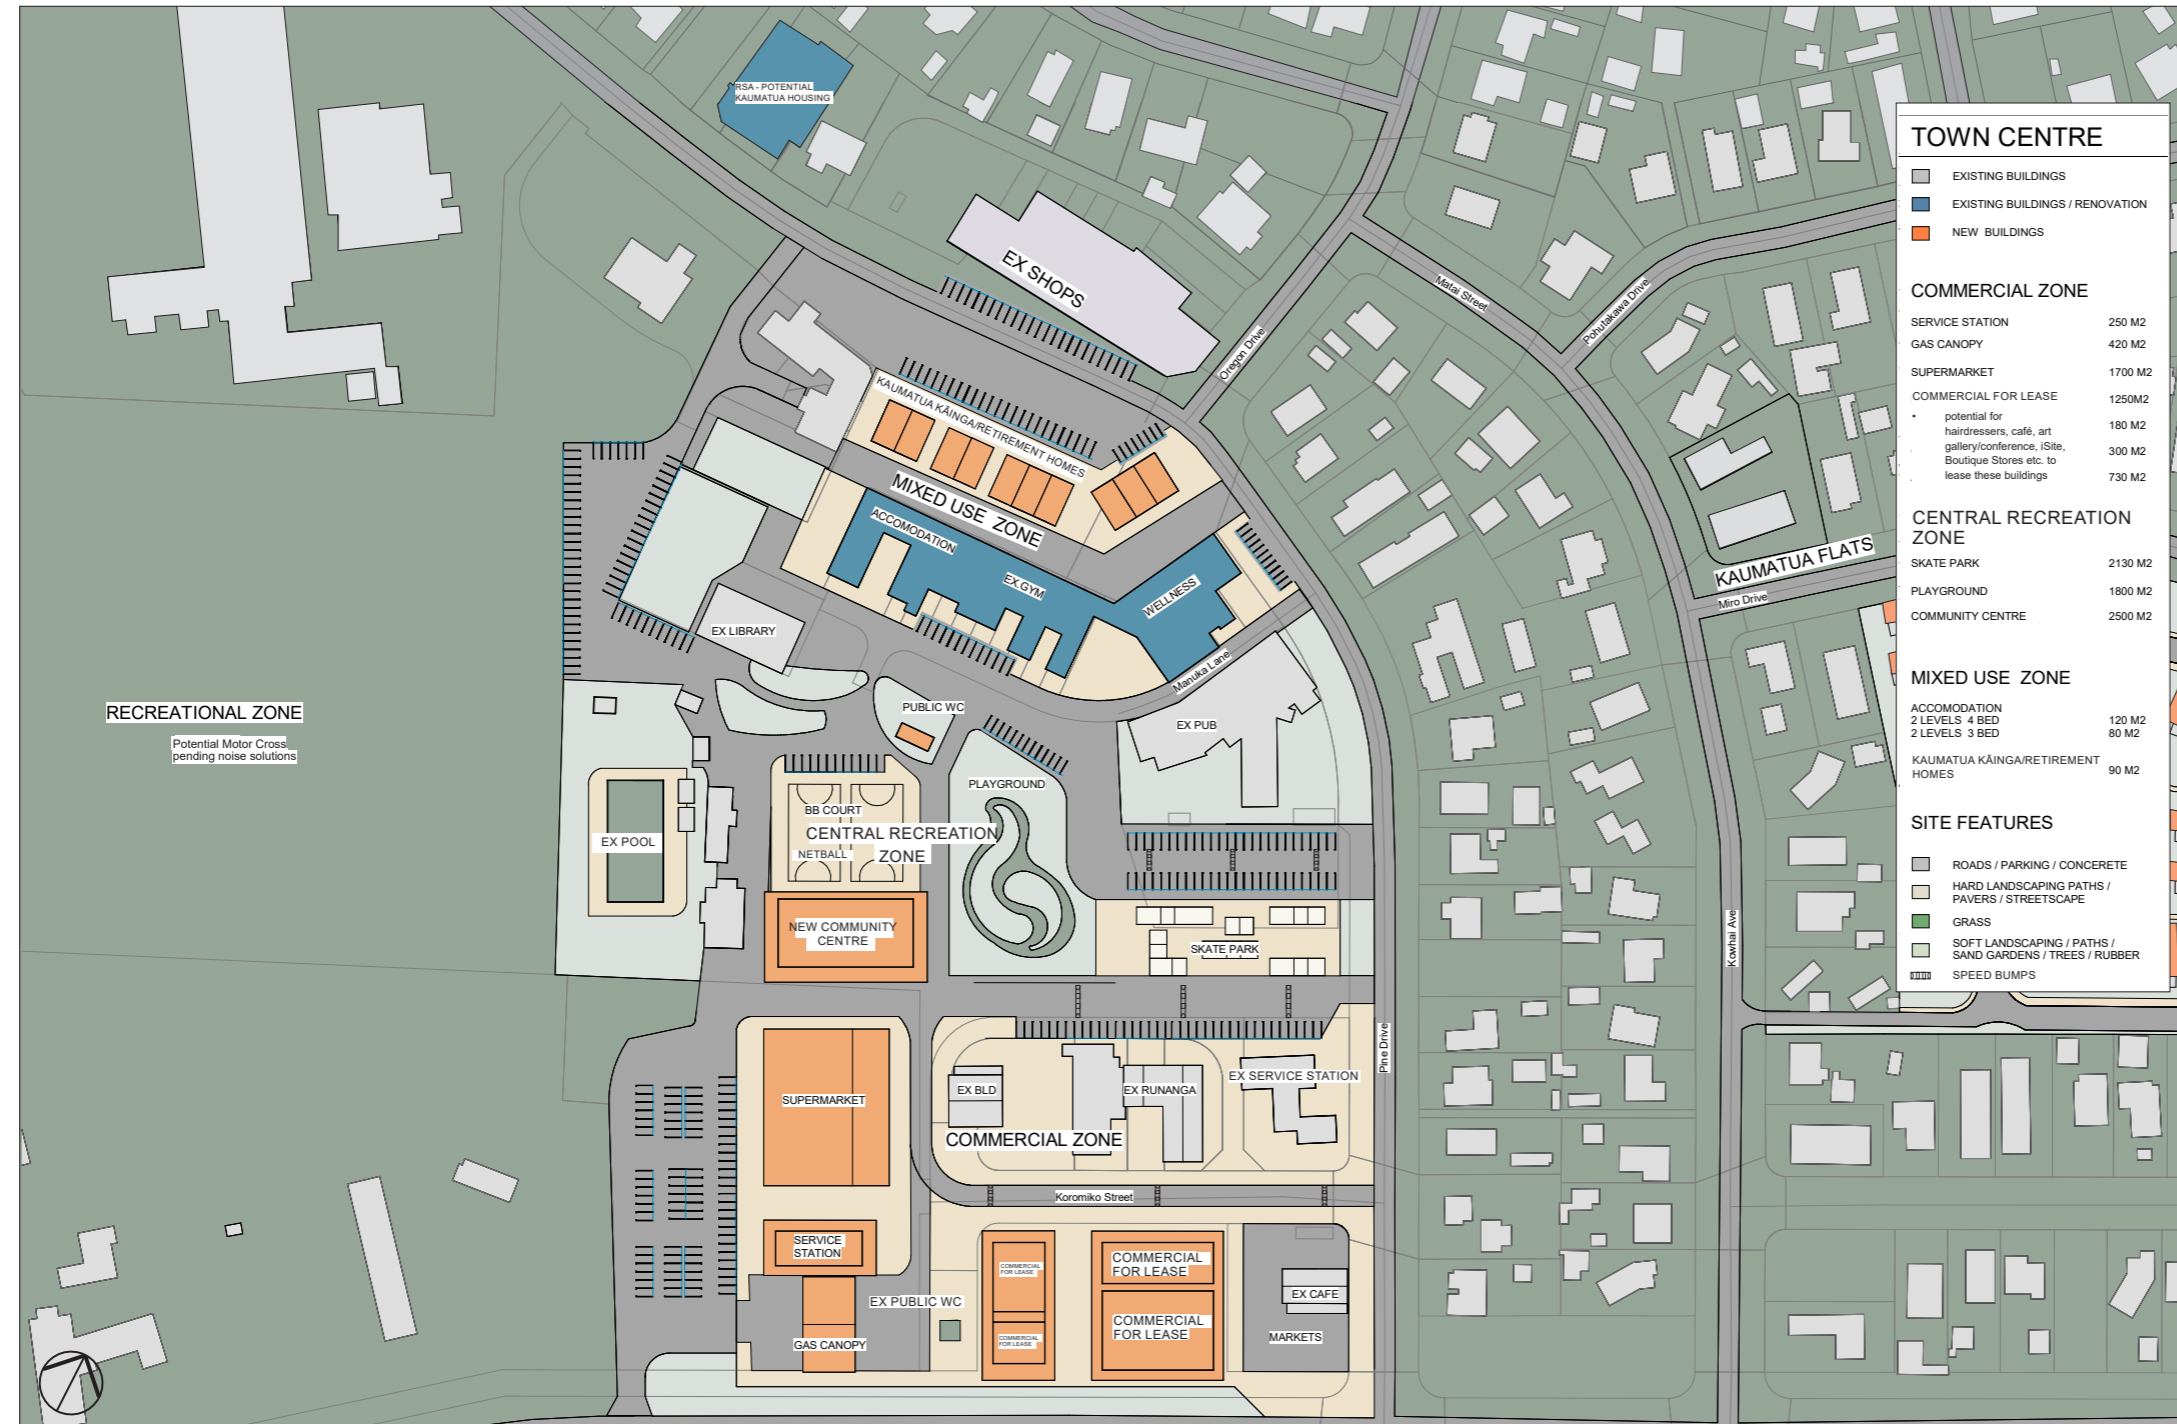 RSA - POTENTIAL
KAUMATUA HOUSING
EX SHOPS
Oregon Drive
Matai Street
Pohutakawa Drive
KAUMATUA KĀINGA/RETIREMENT HOMES
MIXED USE ZONE
ACCOMODATION
EX.GYM
WELLNESS
Manuka Lane
EX LIBRARY
PUBLIC WC
EX PUB
KAUMATUA FLATS
Miro Drive
RECREATIONAL ZONE
Potential Motor Cross
pending noise solutions
PLAYGROUND
BB COURT
CENTRAL RECREATION
ZONE
NETBALL
EX POOL
NEW COMMUNITY
CENTRE
SKATE PARK
Kowhai Ave
Pine Drive
SUPERMARKET
EX BLD
EX RUNANGA
EX SERVICE STATION
COMMERCIAL ZONE
Koromiko Street
SERVICE
STATION
EX PUBLIC WC
GAS CANOPY
COMMERCIAL
FOR LEASE
COMMERCIAL
FOR LEASE
COMMERCIAL
FOR LEASE
COMMERCIAL
FOR LEASE
EX CAFE
MARKETS
TOWN CENTRE
EXISTING BUILDINGS
EXISTING BUILDINGS / RENOVATION
NEW BUILDINGS
COMMERCIAL ZONE
SERVICE STATION 250 M2
GAS CANOPY 420 M2
SUPERMARKET 1700 M2
COMMERCIAL FOR LEASE 1250M2
• potential for
hairdressers, café, art 180 M2
gallery/conference, iSite,
Boutique Stores etc. to 300 M2
lease these buildings 730 M2
CENTRAL RECREATION
ZONE
SKATE PARK 2130 M2
PLAYGROUND 1800 M2
COMMUNITY CENTRE 2500 M2
MIXED USE ZONE
ACCOMODATION
2 LEVELS 4 BED 120 M2
2 LEVELS 3 BED 80 M2
KAUMATUA KĀINGA/RETIREMENT
HOMES 90 M2
SITE FEATURES
ROADS / PARKING / CONCRETE
HARD LANDSCAPING PATHS /
PAVERS / STREETSCAPE
GRASS
SOFT LANDSCAPING / PATHS /
SAND GARDENS / TREES / RUBBER
SPEED BUMPS